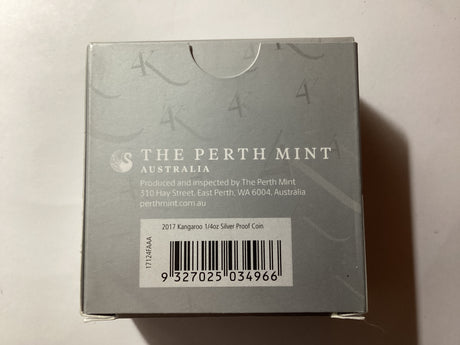 THE PERTH MINT
AUSTRALIA
Produced and inspected by The Perth Mint
310 Hay Street, East Perth, WA 6004, Australia
perthmint.com.au
2017 Kangaroo 1/4oz Silver Proof Coin
17124FAAA
9 327025 034966